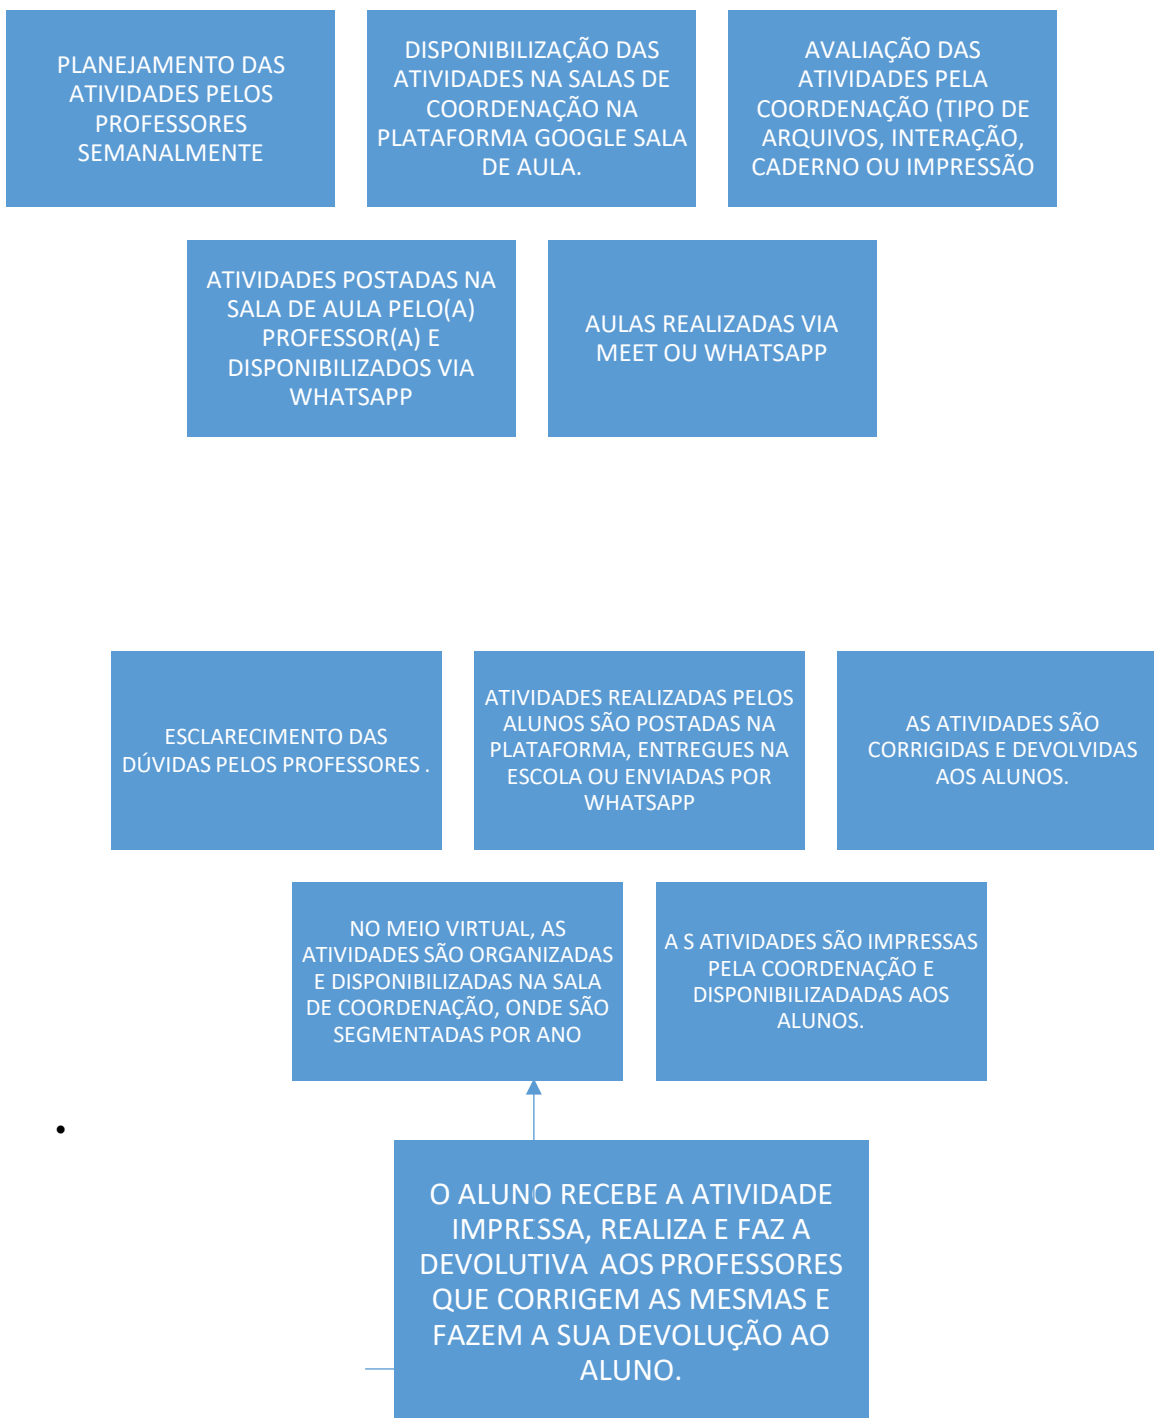 PLANEJAMENTO DAS
ATIVIDADES PELOS
PROFESSORES
SEMANALMENTE
DISPONIBILIZAÇÃO DAS
ATIVIDADES NA SALAS DE
COORDENAÇÃO NA
PLATAFORMA GOOGLE SALA
DE AULA.
AVALIAÇÃO DAS
ATIVIDADES PELA
COORDENAÇÃO (TIPO DE
ARQUIVOS, INTERAÇÃO,
CADERNO OU IMPRESSÃO
ATIVIDADES POSTADAS NA
SALA DE AULA PELO(A)
PROFESSOR(A) E
DISPONIBILIZADOS VIA
WHATSAPP
AULAS REALIZADAS VIA
MEET OU WHATSAPP
ESCLARECIMENTO DAS
DÚVIDAS PELOS PROFESSORES .
ATIVIDADES REALIZADAS PELOS
ALUNOS SÃO POSTADAS NA
PLATAFORMA, ENTREGUES NA
ESCOLA OU ENVIADAS POR
WHATSAPP
AS ATIVIDADES SÃO
CORRIGIDAS E DEVOLVIDAS
AOS ALUNOS.
NO MEIO VIRTUAL, AS
ATIVIDADES SÃO ORGANIZADAS
E DISPONIBILIZADAS NA SALA
DE COORDENAÇÃO, ONDE SÃO
SEGMENTADAS POR ANO
A S ATIVIDADES SÃO IMPRESSAS
PELA COORDENAÇÃO E
DISPONIBILIZADADAS AOS
ALUNOS.
O ALUNO RECEBE A ATIVIDADE
IMPRESSA, REALIZA E FAZ A
DEVOLUTIVA AOS PROFESSORES
QUE CORRIGEM AS MESMAS E
FAZEM A SUA DEVOLUÇÃO AO
ALUNO.